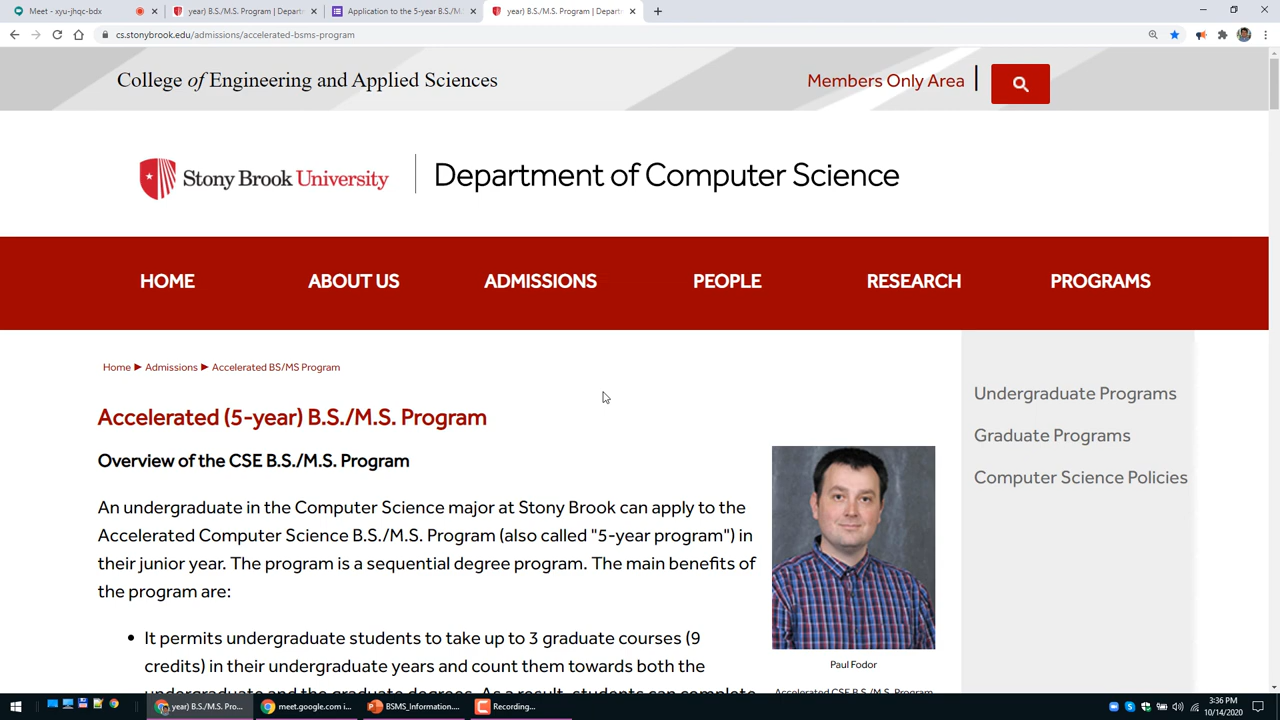 Meet - xyu-jhqc-bdx
year) B.S./M.S. Program | Depart
Application to the 5-year B.S./M.S.
year) B.S./M.S. Program | Depart
cs.stonybrook.edu/admissions/accelerated-bsms-program
College of Engineering and Applied Sciences
Members Only Area
Stony Brook University
Department of Computer Science
HOME
ABOUT US
ADMISSIONS
PEOPLE
RESEARCH
PROGRAMS
Home ► Admissions ► Accelerated BS/MS Program
Accelerated (5-year) B.S./M.S. Program
Overview of the CSE B.S./M.S. Program
An undergraduate in the Computer Science major at Stony Brook can apply to the
Accelerated Computer Science B.S./M.S. Program (also called "5-year program") in
their junior year. The program is a sequential degree program. The main benefits of
the program are:
• It permits undergraduate students to take up to 3 graduate courses (9
credits) in their undergraduate years and count them towards both the
undergraduate and the graduate degrees. As a result, students can complete
Paul Fodor
Accelerated CSE B.S./M.S. Program
Undergraduate Programs
Graduate Programs
Computer Science Policies
year) B.S./M.S. Pro...
meet.google.com i...
BSMS_Information....
Recording...
3:36 PM
10/14/2020